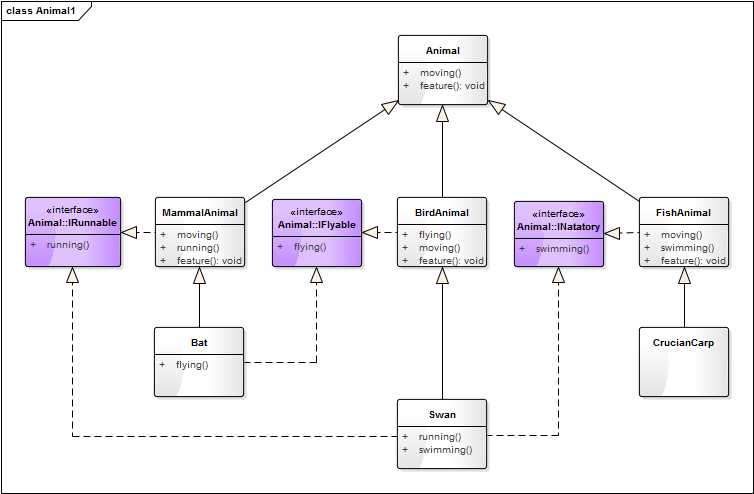 class Animal1
Animal
+ moving()
+ feature(): void
«interface»
Animal::IRunnable
+ running()
MammalAnimal
+ moving()
+ running()
+ feature(): void
«interface»
Animal::IFlyable
+ flying()
BirdAnimal
+ flying()
+ moving()
+ feature(): void
«interface»
Animal::INatatory
+ swimming()
FishAnimal
+ moving()
+ swimming()
+ feature(): void
Bat
+ flying()
CrucianCarp
Swan
+ running()
+ swimming()